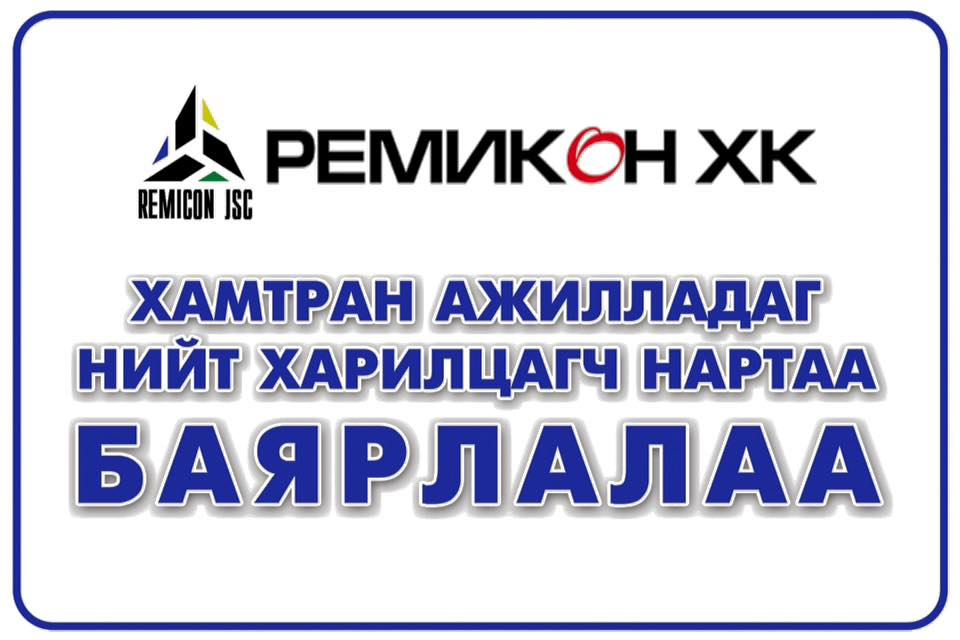 РЕМИКОН ХК
REMICON JSC
ХАМТРАН АЖИЛЛАДАГ
НИЙТ ХАРИЛЦАГЧ НАРТАА
БАЯРЛАЛАА